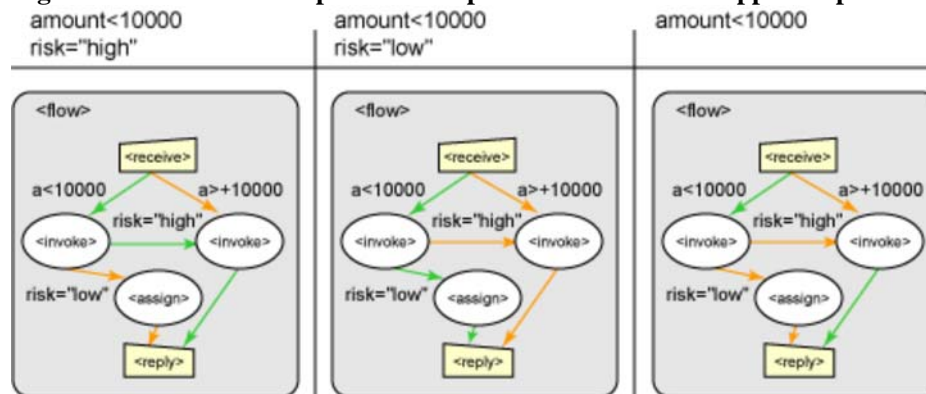 amount<10000
risk="high"
<flow>
<receive>
a<10000
a>+10000
risk="high"
<invoke>
<invoke>
risk="low"
<assign>
<reply>
amount<10000
risk="low"
<flow>
<receive>
a<10000
a>+10000
risk="high"
<invoke>
<invoke>
risk="low"
<assign>
<reply>
amount<10000
<flow>
<receive>
a<10000
a>+10000
risk="high"
<invoke>
<invoke>
risk="low"
<assign>
<reply>